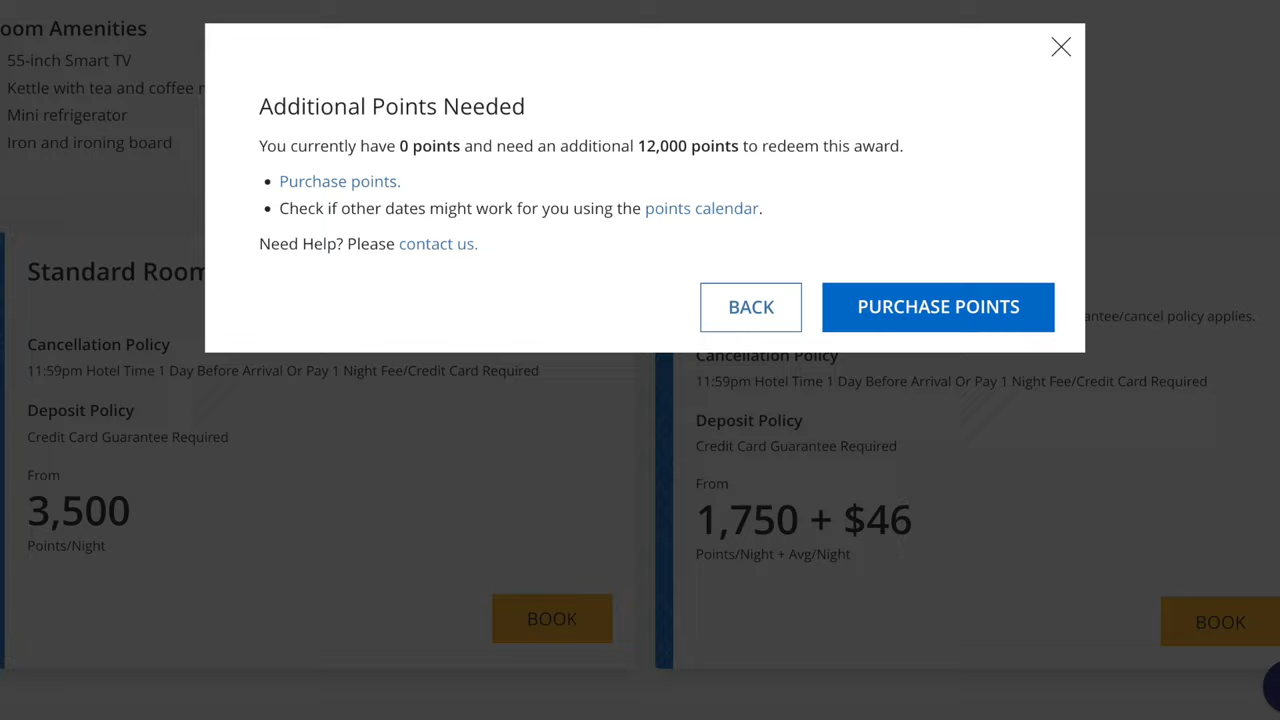 oom Amenities
55-inch Smart TV
Kettle with tea and coffee
Mini refrigerator
Iron and ironing board
Additional Points Needed
You currently have 0 points and need an additional 12,000 points to redeem this award.
• Purchase points.
• Check if other dates might work for you using the points calendar.
Need Help? Please contact us.
BACK
PURCHASE POINTS
Standard Room
Cancellation Policy
11:59pm Hotel Time 1 Day Before Arrival Or Pay 1 Night Fee/Credit Card Required
Deposit Policy
Credit Card Guarantee Required
From
3,500
Points/Night
BOOK
antee/cancel policy applies.
Cancellation Policy
11:59pm Hotel Time 1 Day Before Arrival Or Pay 1 Night Fee/Credit Card Required
Deposit Policy
Credit Card Guarantee Required
From
1,750 + $46
Points/Night + Avg/Night
BOOK